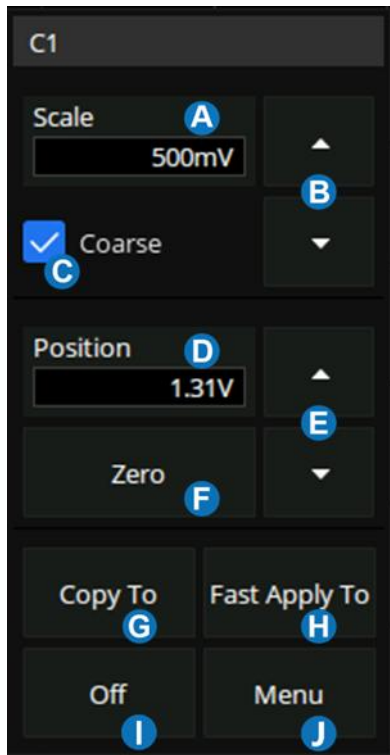 C1
Scale A
500mV
B
Coarse
C
Position D
1.31V
E
Zero
F
Copy To Fast Apply To
G H
Off Menu
I J